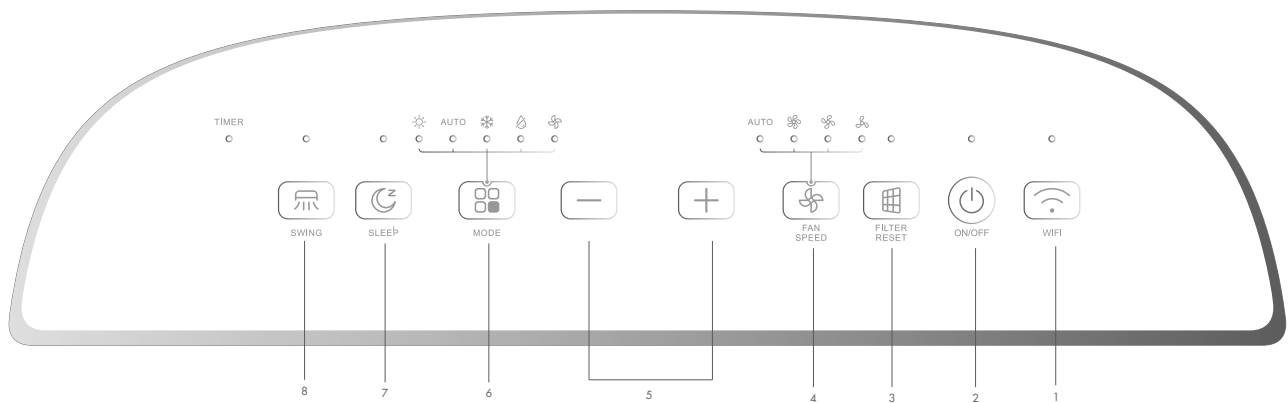 TIMER
AUTO
AUTO
SWING
SLEEP
MODE
FAN
SPEED
FILTER
RESET
ON/OFF
WIFI
8
7
6
5
4
3
2
1